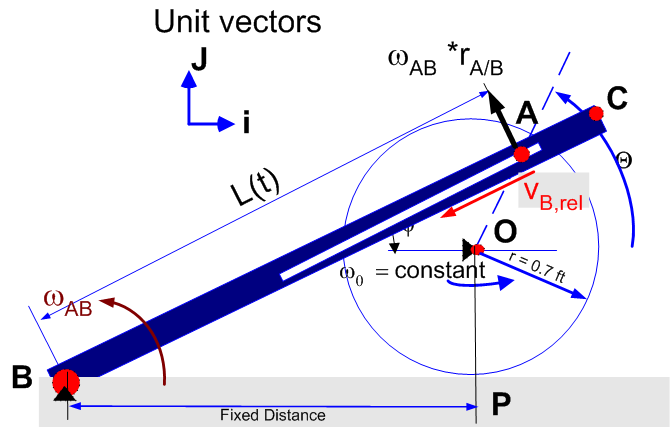 Unit vectors
J
i
ω_AB *r_A/B
A
C
Θ
L(t)
V_B,rel
φ
O
r = 0.7 ft
ω_0 = constant
ω_AB
B
P
Fixed Distance